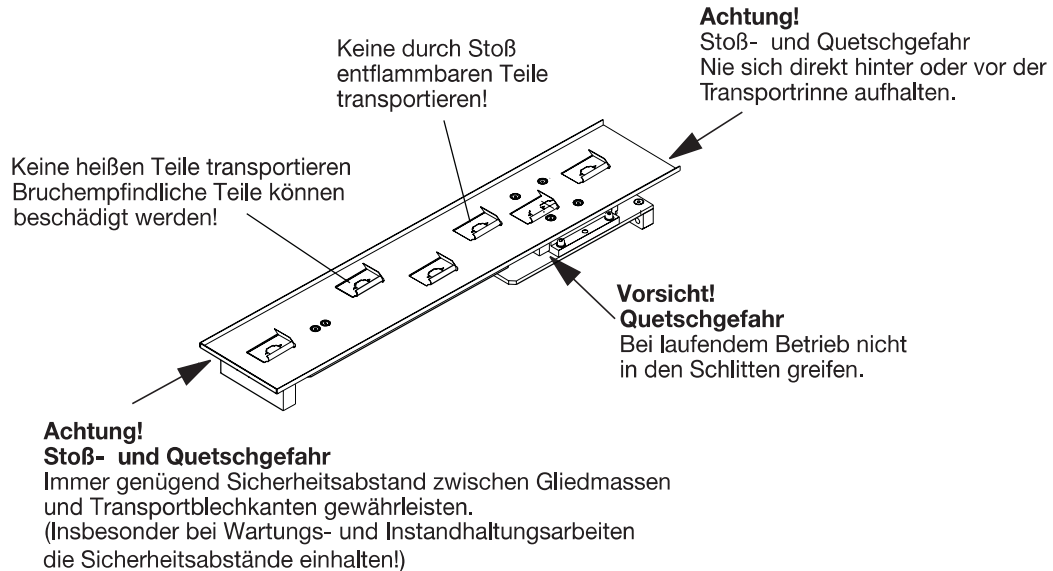 Achtung!
Stoß- und Quetschgefahr
Nie sich direkt hinter oder vor der
Transportrinne aufhalten.
Keine durch Stoß
entflammbaren Teile
transportieren!
Keine heißen Teile transportieren
Bruchempfindliche Teile können
beschädigt werden!
Vorsicht!
Quetschgefahr
Bei laufendem Betrieb nicht
in den Schlitten greifen.
Achtung!
Stoß- und Quetschgefahr
Immer genügend Sicherheitsabstand zwischen Gliedmassen
und Transportblechkanten gewährleisten.
(Insbesonder bei Wartungs- und Instandhaltungsarbeiten
die Sicherheitsabstände einhalten!)